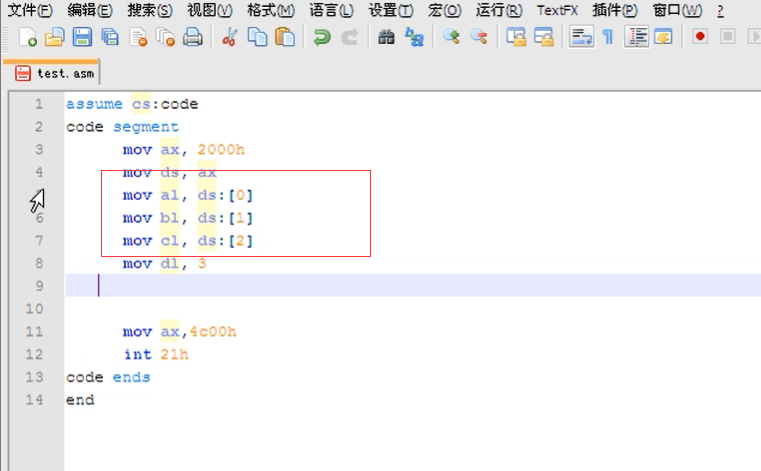 文件(F) 编辑(E) 搜索(S) 视图(V) 格式(M) 语言(L) 设置(T) 宏(O) 运行(R) TextFX 插件(P) 窗口(W) ?
test.asm
1 assume cs:code
2 code segment
3 mov ax, 2000h
4 mov ds, ax
mov al, ds:[0]
6 mov bl, ds:[1]
7 mov cl, ds:[2]
8 mov dl, 3
9
10
11 mov ax,4c00h
12 int 21h
13 code ends
14 end